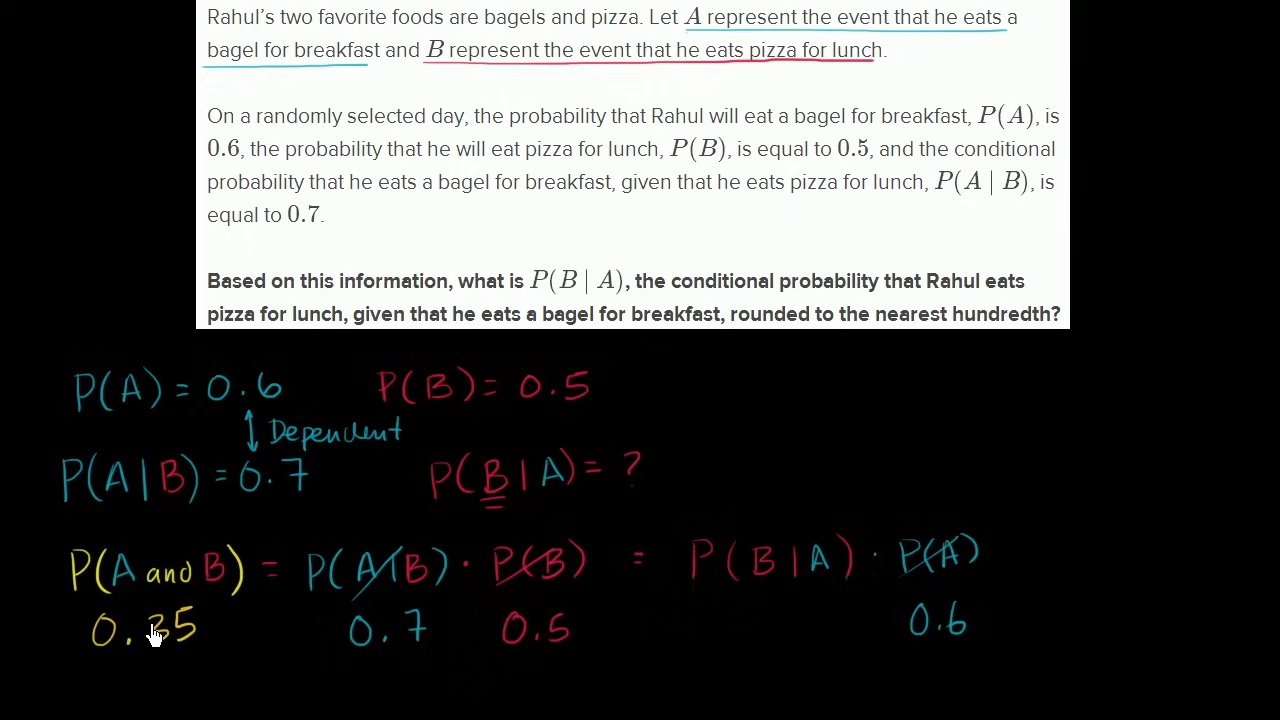 Rahul's two favorite foods are bagels and pizza. Let A represent the event that he eats a
bagel for breakfast and B represent the event that he eats pizza for lunch.
On a randomly selected day, the probability that Rahul will eat a bagel for breakfast, P(A), is
0.6, the probability that he will eat pizza for lunch, P(B), is equal to 0.5, and the conditional
probability that he eats a bagel for breakfast, given that he eats pizza for lunch, P(A | B), is
equal to 0.7.
Based on this information, what is P(B | A), the conditional probability that Rahul eats
pizza for lunch, given that he eats a bagel for breakfast, rounded to the nearest hundredth?
P(A) = 0.6 P(B) = 0.5
Dependent
P(A | B) = 0.7 P(B | A) = ?
P(A and B) = P(A | B) · P(B) = P(B | A) · P(A)
0.35 0.7 0.5 0.6